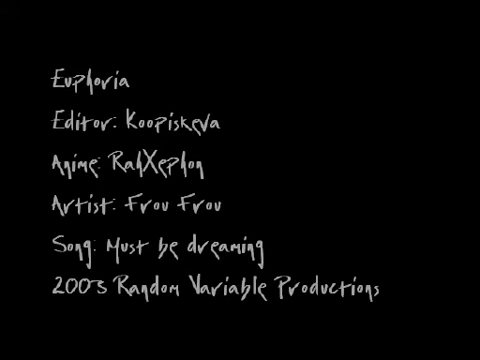 Euphoria
Editor: Koopiskeva
Anime: RahXephon
Artist: Frou Frou
Song: Must be dreaming
2003 Random Variable Productions